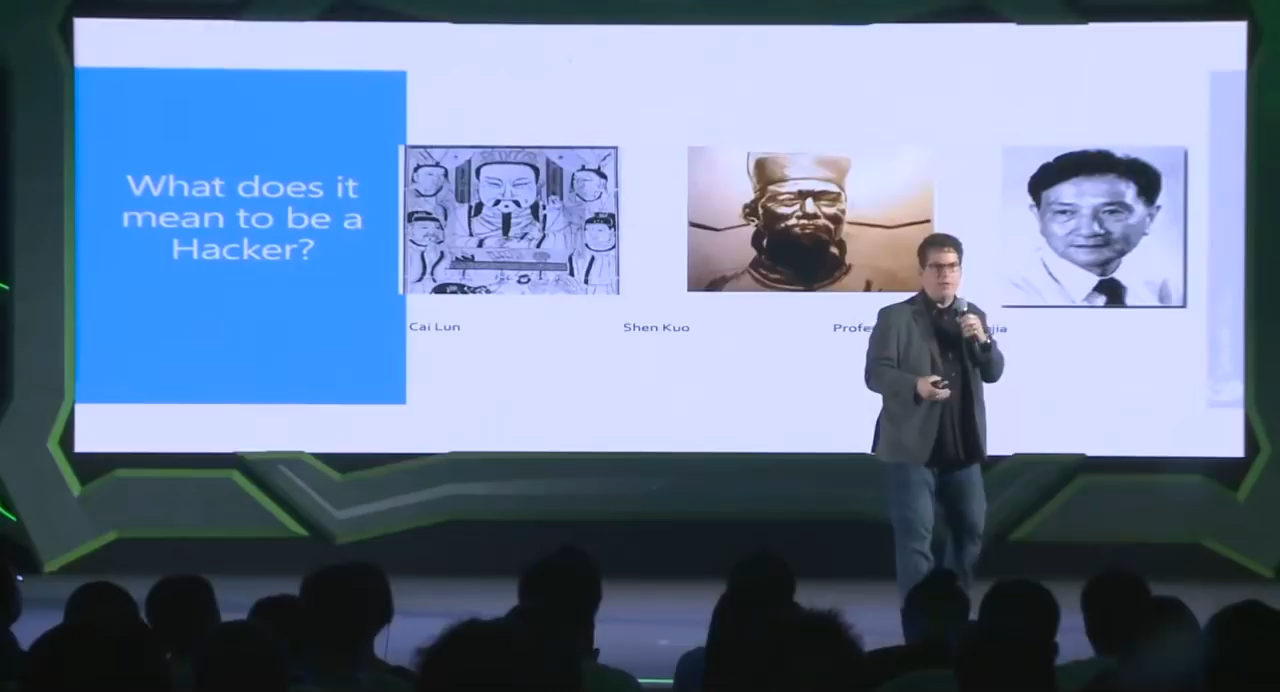 What does it
mean to be a
Hacker?
Cai Lun
Shen Kuo